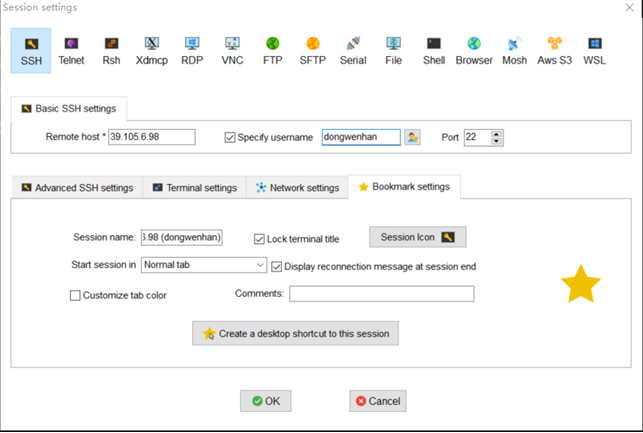 Session settings
SSH Telnet Rsh Xdmcp RDP VNC FTP SFTP Serial File Shell Browser Mosh Aws S3 WSL
Basic SSH settings
Remote host * 39.105.6.98 Specify username dongwenhan Port 22
Advanced SSH settings Terminal settings Network settings Bookmark settings
Session name: .98 (dongwenhan) Lock terminal title Session Icon
Start session in Normal tab Display reconnection message at session end
Customize tab color Comments:
Create a desktop shortcut to this session
OK Cancel